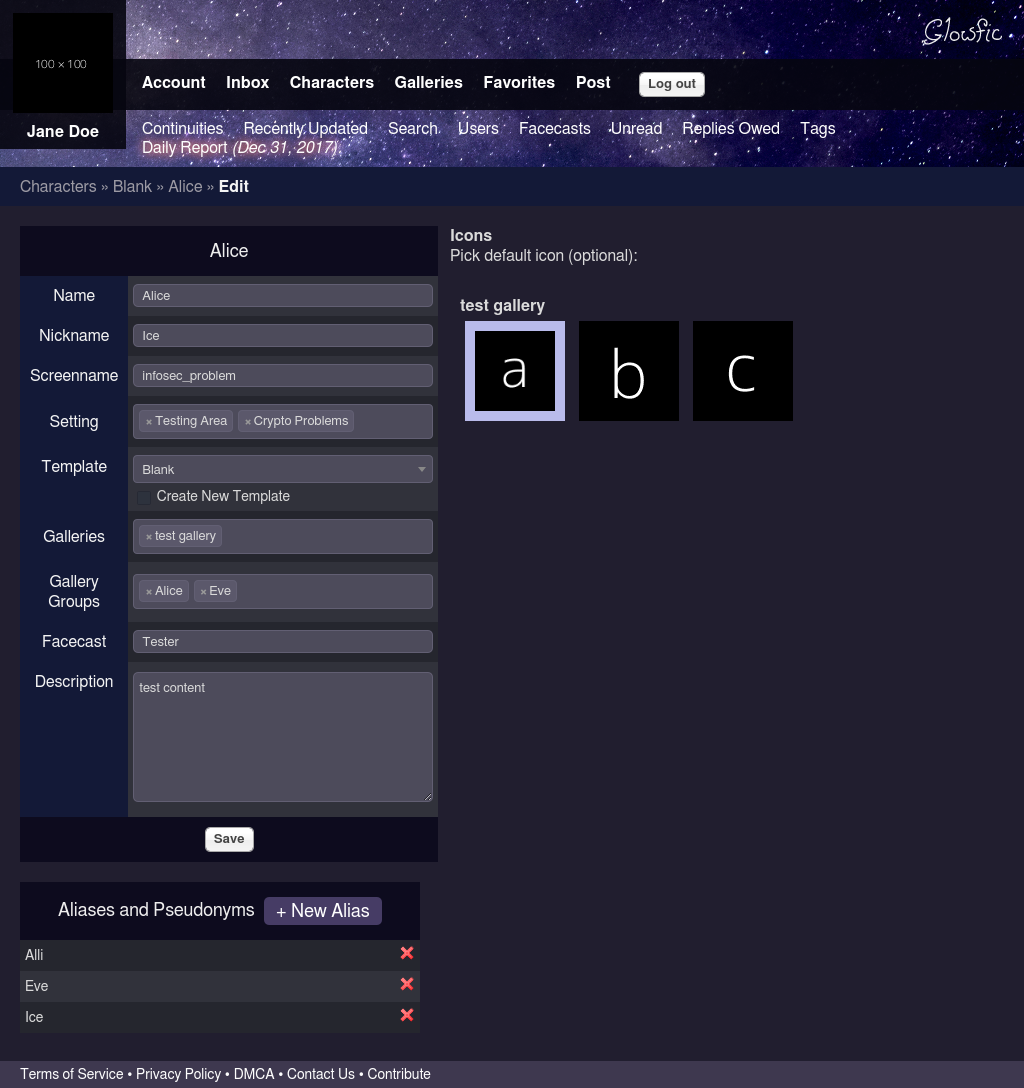 Glowfic
100 × 100
Account Inbox Characters Galleries Favorites Post Log out
Jane Doe
Continuities Recently Updated Search Users Facecasts Unread Replies Owed Tags
Daily Report (Dec 31, 2017)
Characters » Blank » Alice » Edit
Alice
Name Alice
Nickname Ice
Screenname infosec_problem
Setting × Testing Area × Crypto Problems
Template Blank
Create New Template
Galleries × test gallery
Gallery Groups × Alice × Eve
Facecast Tester
Description test content
Save
Icons
Pick default icon (optional):
test gallery
a b c
Aliases and Pseudonyms + New Alias
Alli
Eve
Ice
Terms of Service • Privacy Policy • DMCA • Contact Us • Contribute